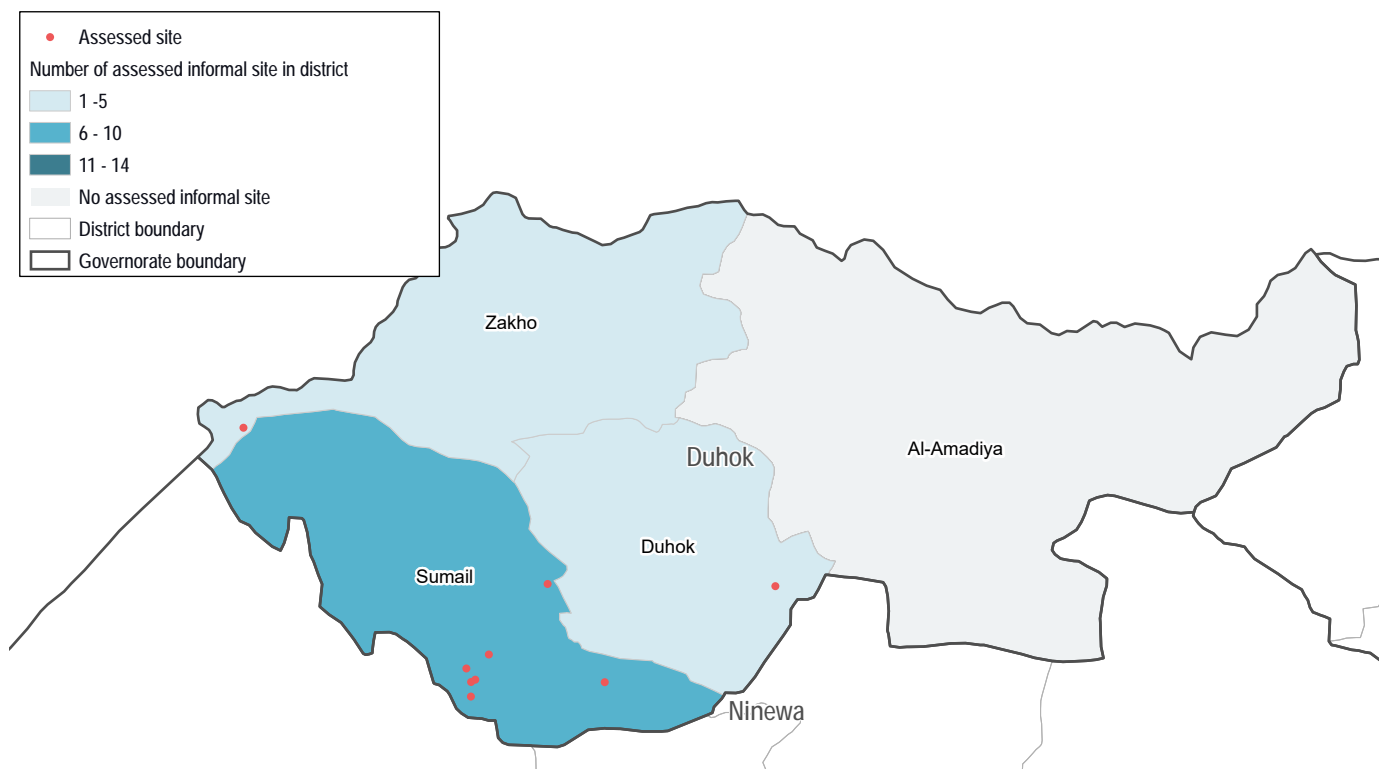 Assessed site
Number of assessed informal site in district
1 -5
6 - 10
11 - 14
No assessed informal site
District boundary
Governorate boundary
Zakho
Al-Amadiya
Duhok
Duhok
Sumail
Ninewa